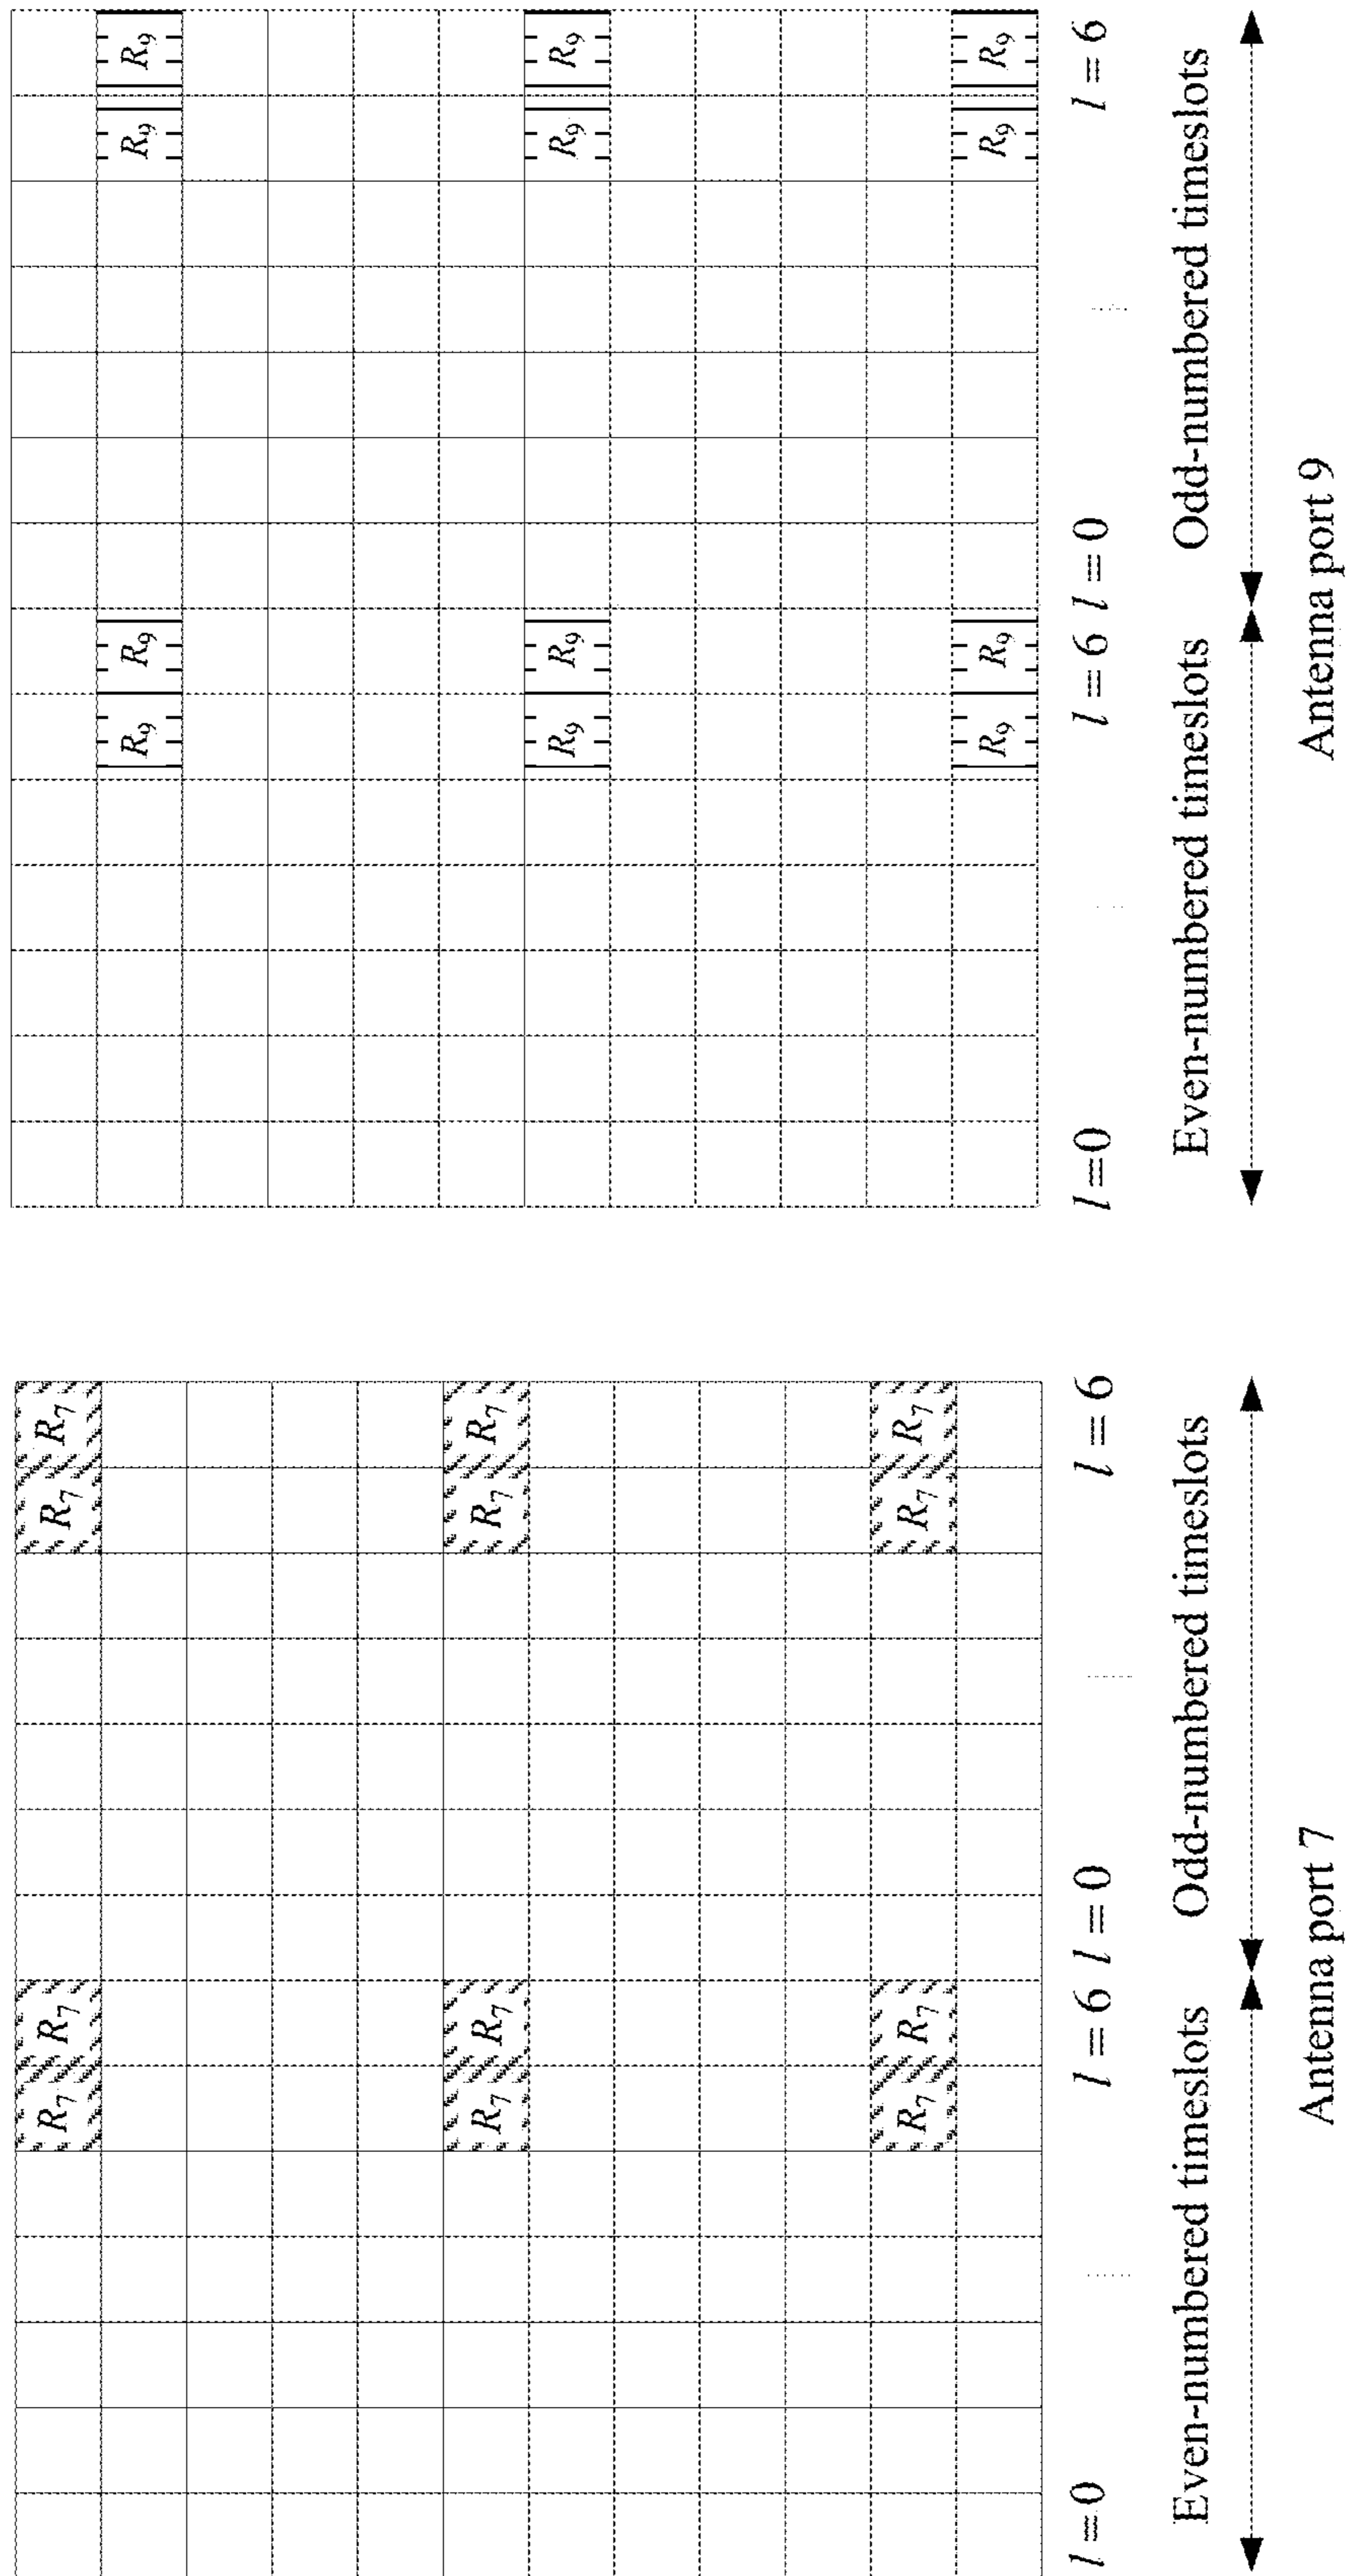 R₇ R₇ R₇ R₇
R₇ R₇ R₇ R₇
R₇ R₇ R₇ R₇
l=0 l = 6 l = 0 l = 6
Even-numbered timeslots Odd-numbered timeslots
Antenna port 7
R₉ R₉ R₉ R₉
R₉ R₉ R₉ R₉
R₉ R₉ R₉ R₉
l=0 l = 6 l = 0 l = 6
Even-numbered timeslots Odd-numbered timeslots
Antenna port 9